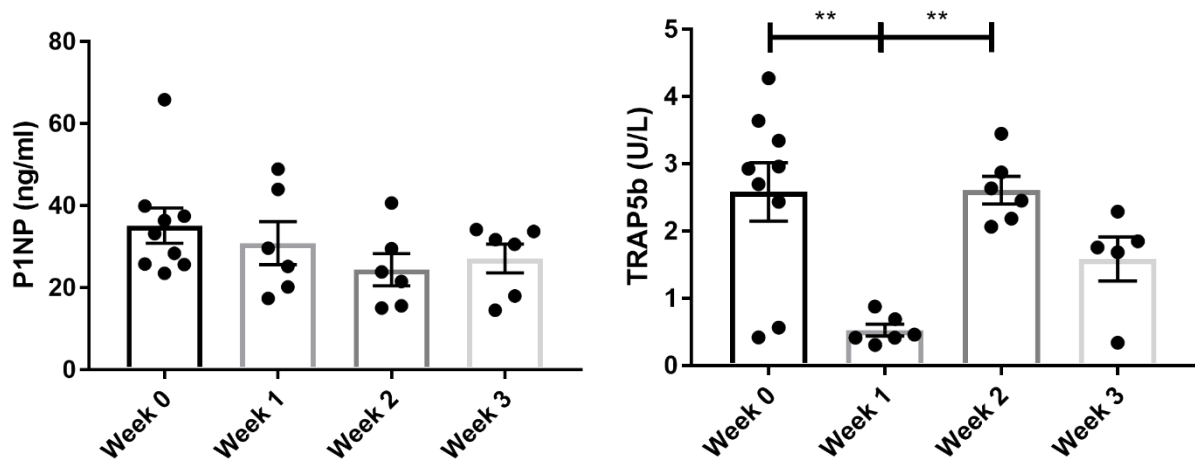 P1NP (ng/ml)
80
60
40
20
0
Week 0
Week 1
Week 2
Week 3
TRAP5b (U/L)
** **
5
4
3
2
1
0
Week 0
Week 1
Week 2
Week 3